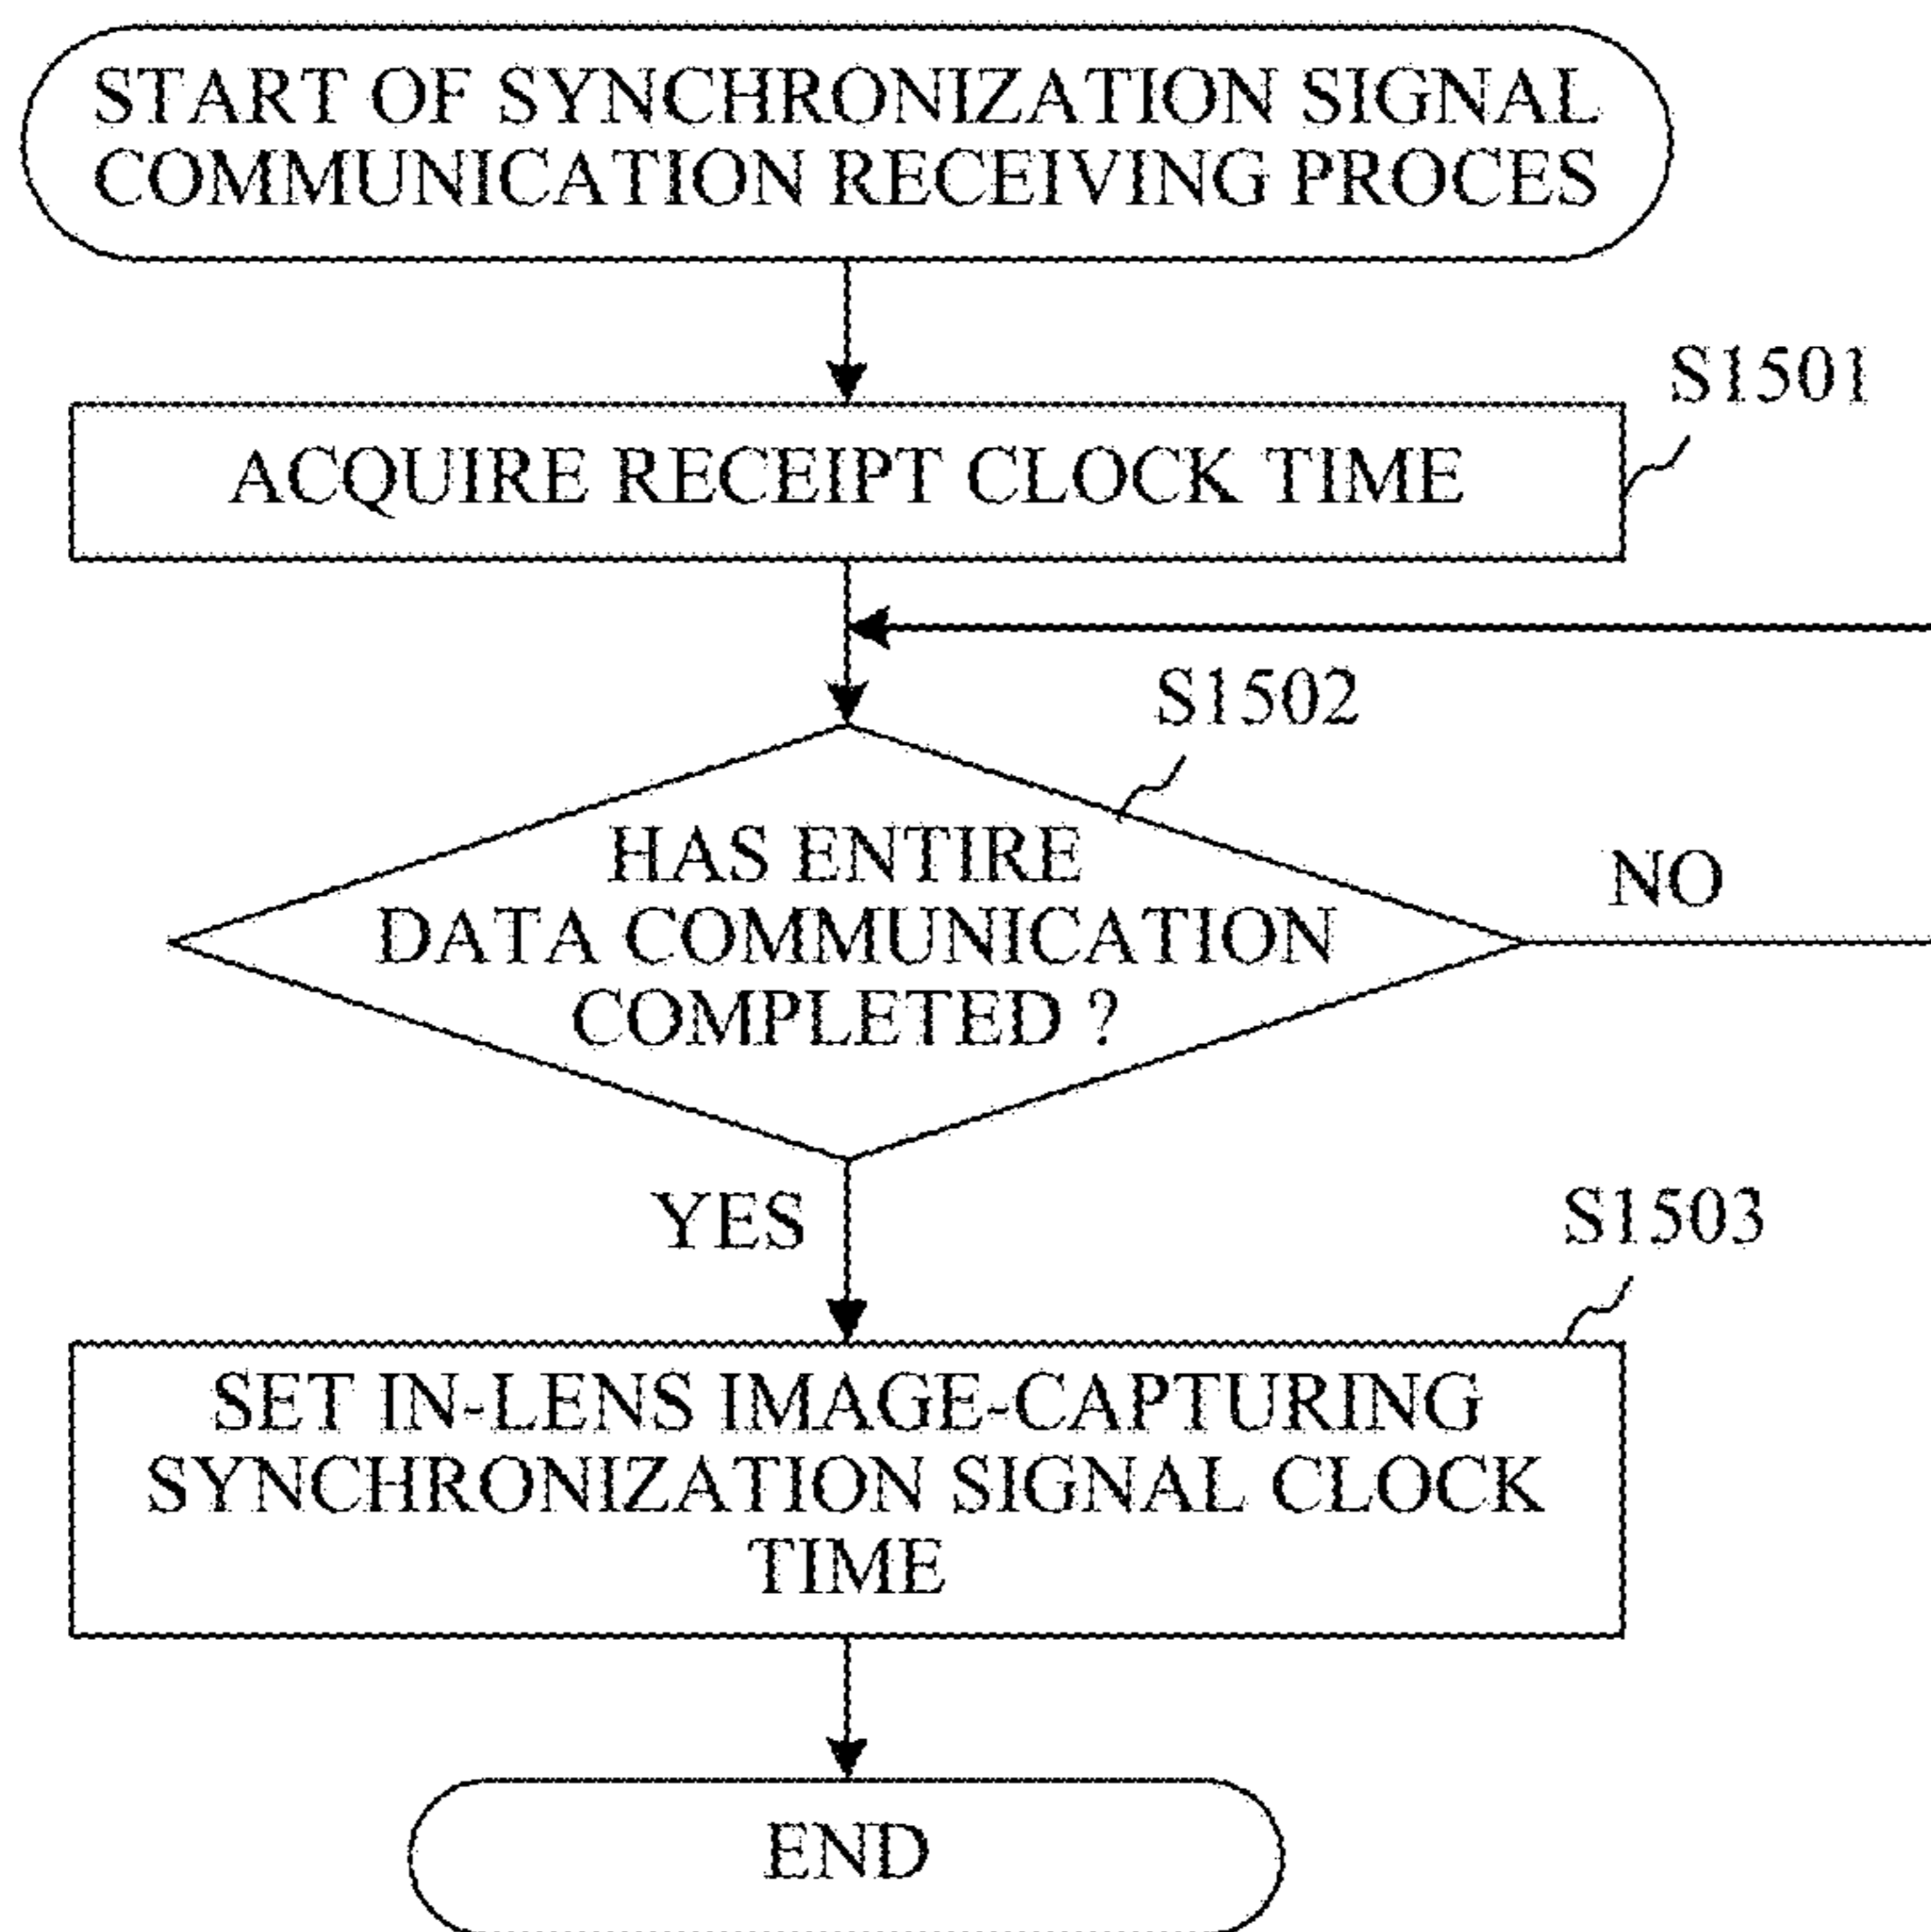 START OF SYNCHRONIZATION SIGNAL
COMMUNICATION RECEIVING PROCES
S1501
ACQUIRE RECEIPT CLOCK TIME
S1502
HAS ENTIRE
DATA COMMUNICATION
COMPLETED ?
NO
YES
S1503
SET IN-LENS IMAGE-CAPTURING
SYNCHRONIZATION SIGNAL CLOCK
TIME
END